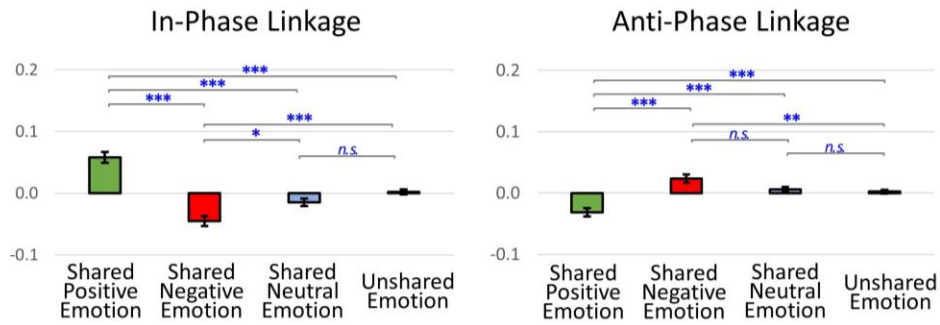 In-Phase Linkage
0.2
***
***
***
***
0.1
*
n.s.
0.0
-0.1
Shared
Positive
Emotion
Shared
Negative
Emotion
Shared
Neutral
Emotion
Unshared
Emotion
Anti-Phase Linkage
0.2
***
***
***
**
0.1
n.s.
n.s.
0.0
-0.1
Shared
Positive
Emotion
Shared
Negative
Emotion
Shared
Neutral
Emotion
Unshared
Emotion